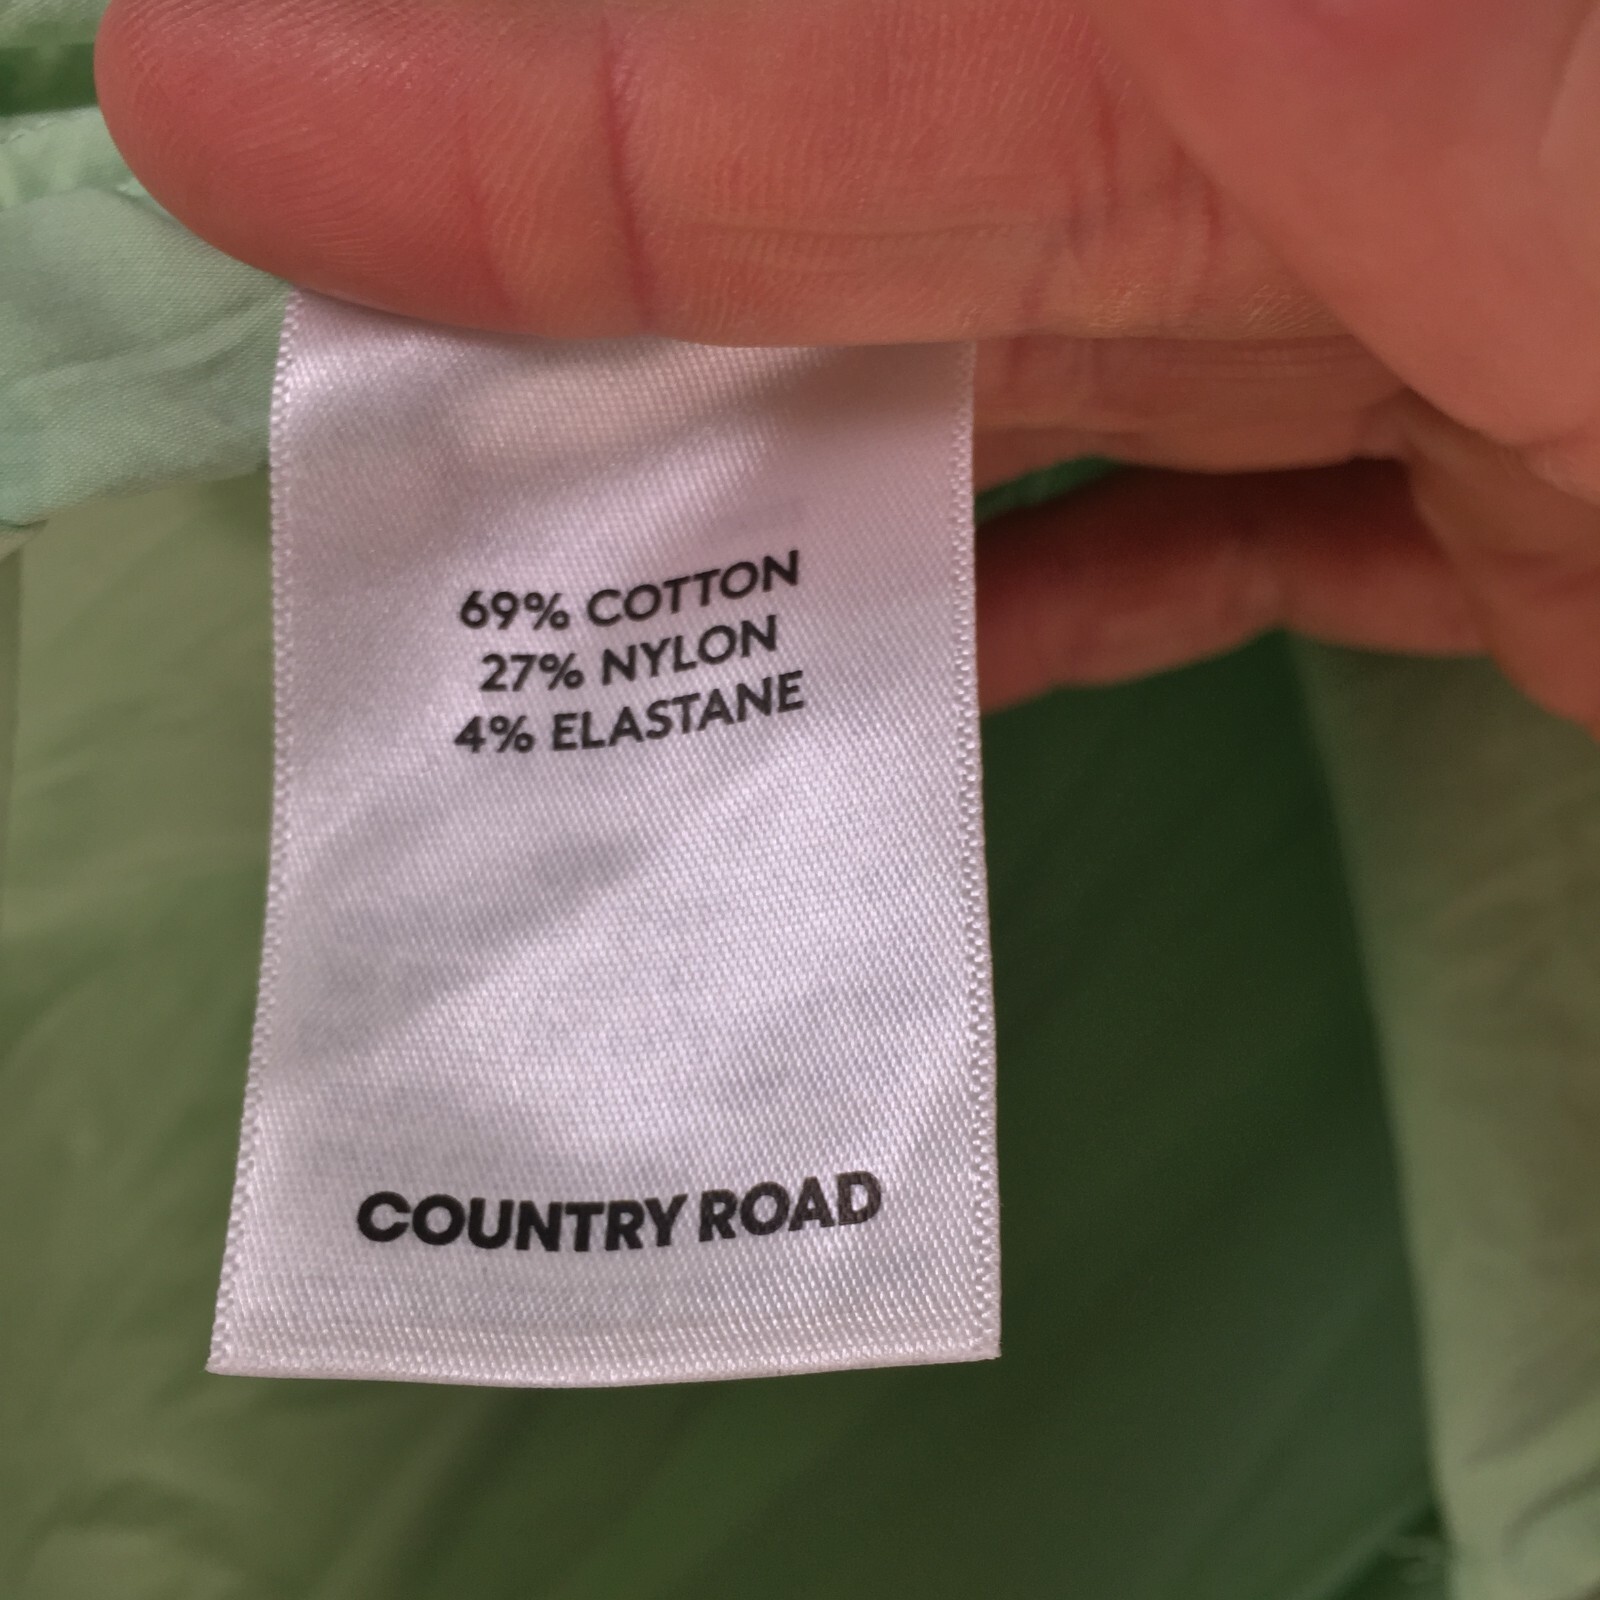 69% COTTON
27% NYLON
4% ELASTANE
COUNTRY ROAD